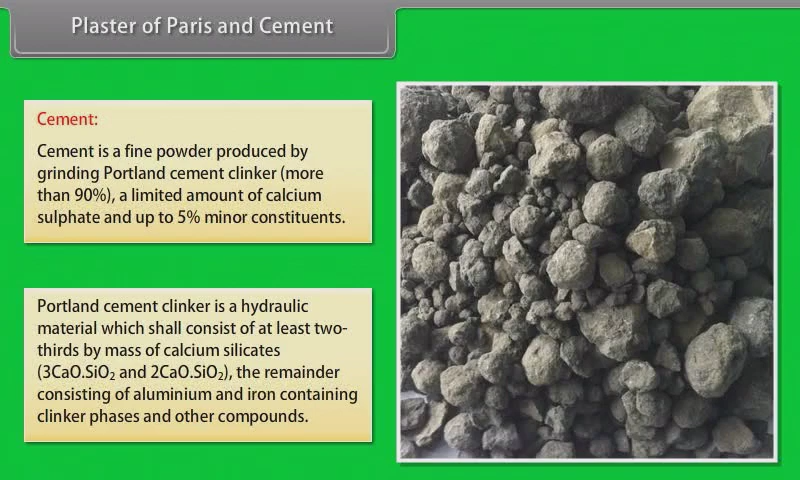 Plaster of Paris and Cement
Cement:
Cement is a fine powder produced by
grinding Portland cement clinker (more
than 90%), a limited amount of calcium
sulphate and up to 5% minor constituents.
Portland cement clinker is a hydraulic
material which shall consist of at least two-
thirds by mass of calcium silicates
(3CaO.SiO₂ and 2CaO.SiO₂), the remainder
consisting of aluminium and iron containing
clinker phases and other compounds.